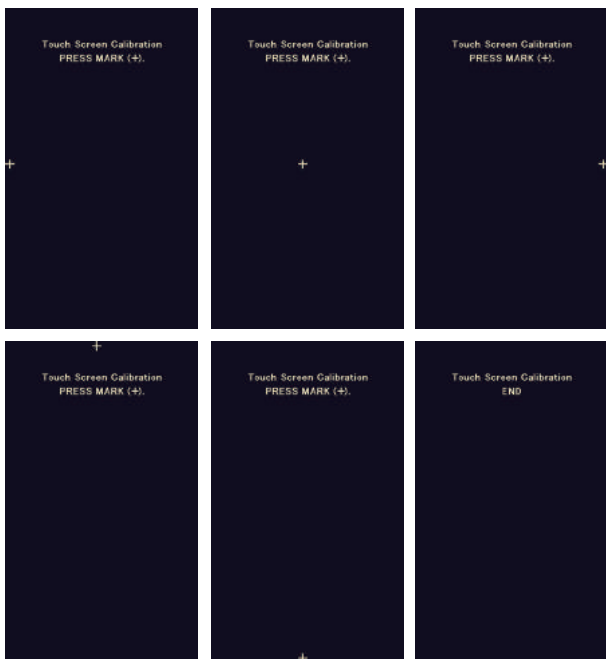 Touch Screen Calibration
PRESS MARK (+).
+
Touch Screen Calibration
PRESS MARK (+).
+
Touch Screen Calibration
PRESS MARK (+).
+
+
Touch Screen Calibration
PRESS MARK (+).
Touch Screen Calibration
PRESS MARK (+).
+
Touch Screen Calibration
END